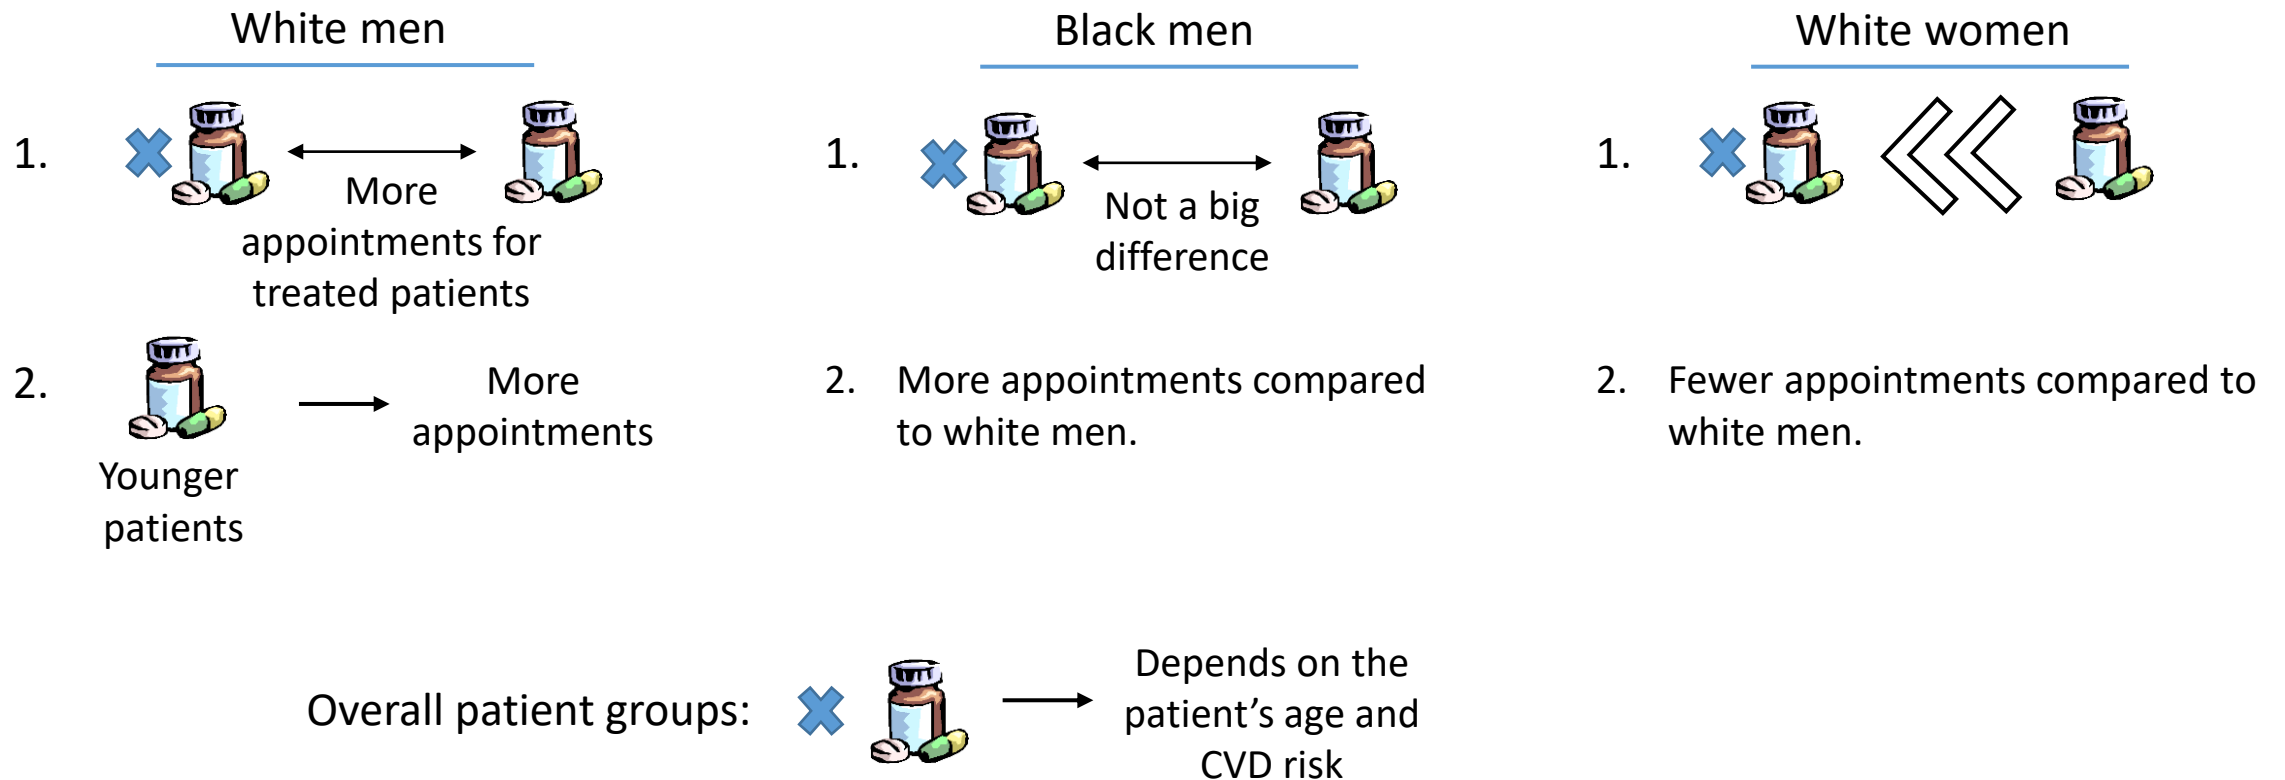 White men
1.
More
appointments for
treated patients
2.
Younger
patients
More
appointments
Black men
1.
Not a big
difference
2. More appointments compared
to white men.
White women
1.
2. Fewer appointments compared to
white men.
Overall patient groups:
Depends on the
patient's age and
CVD risk